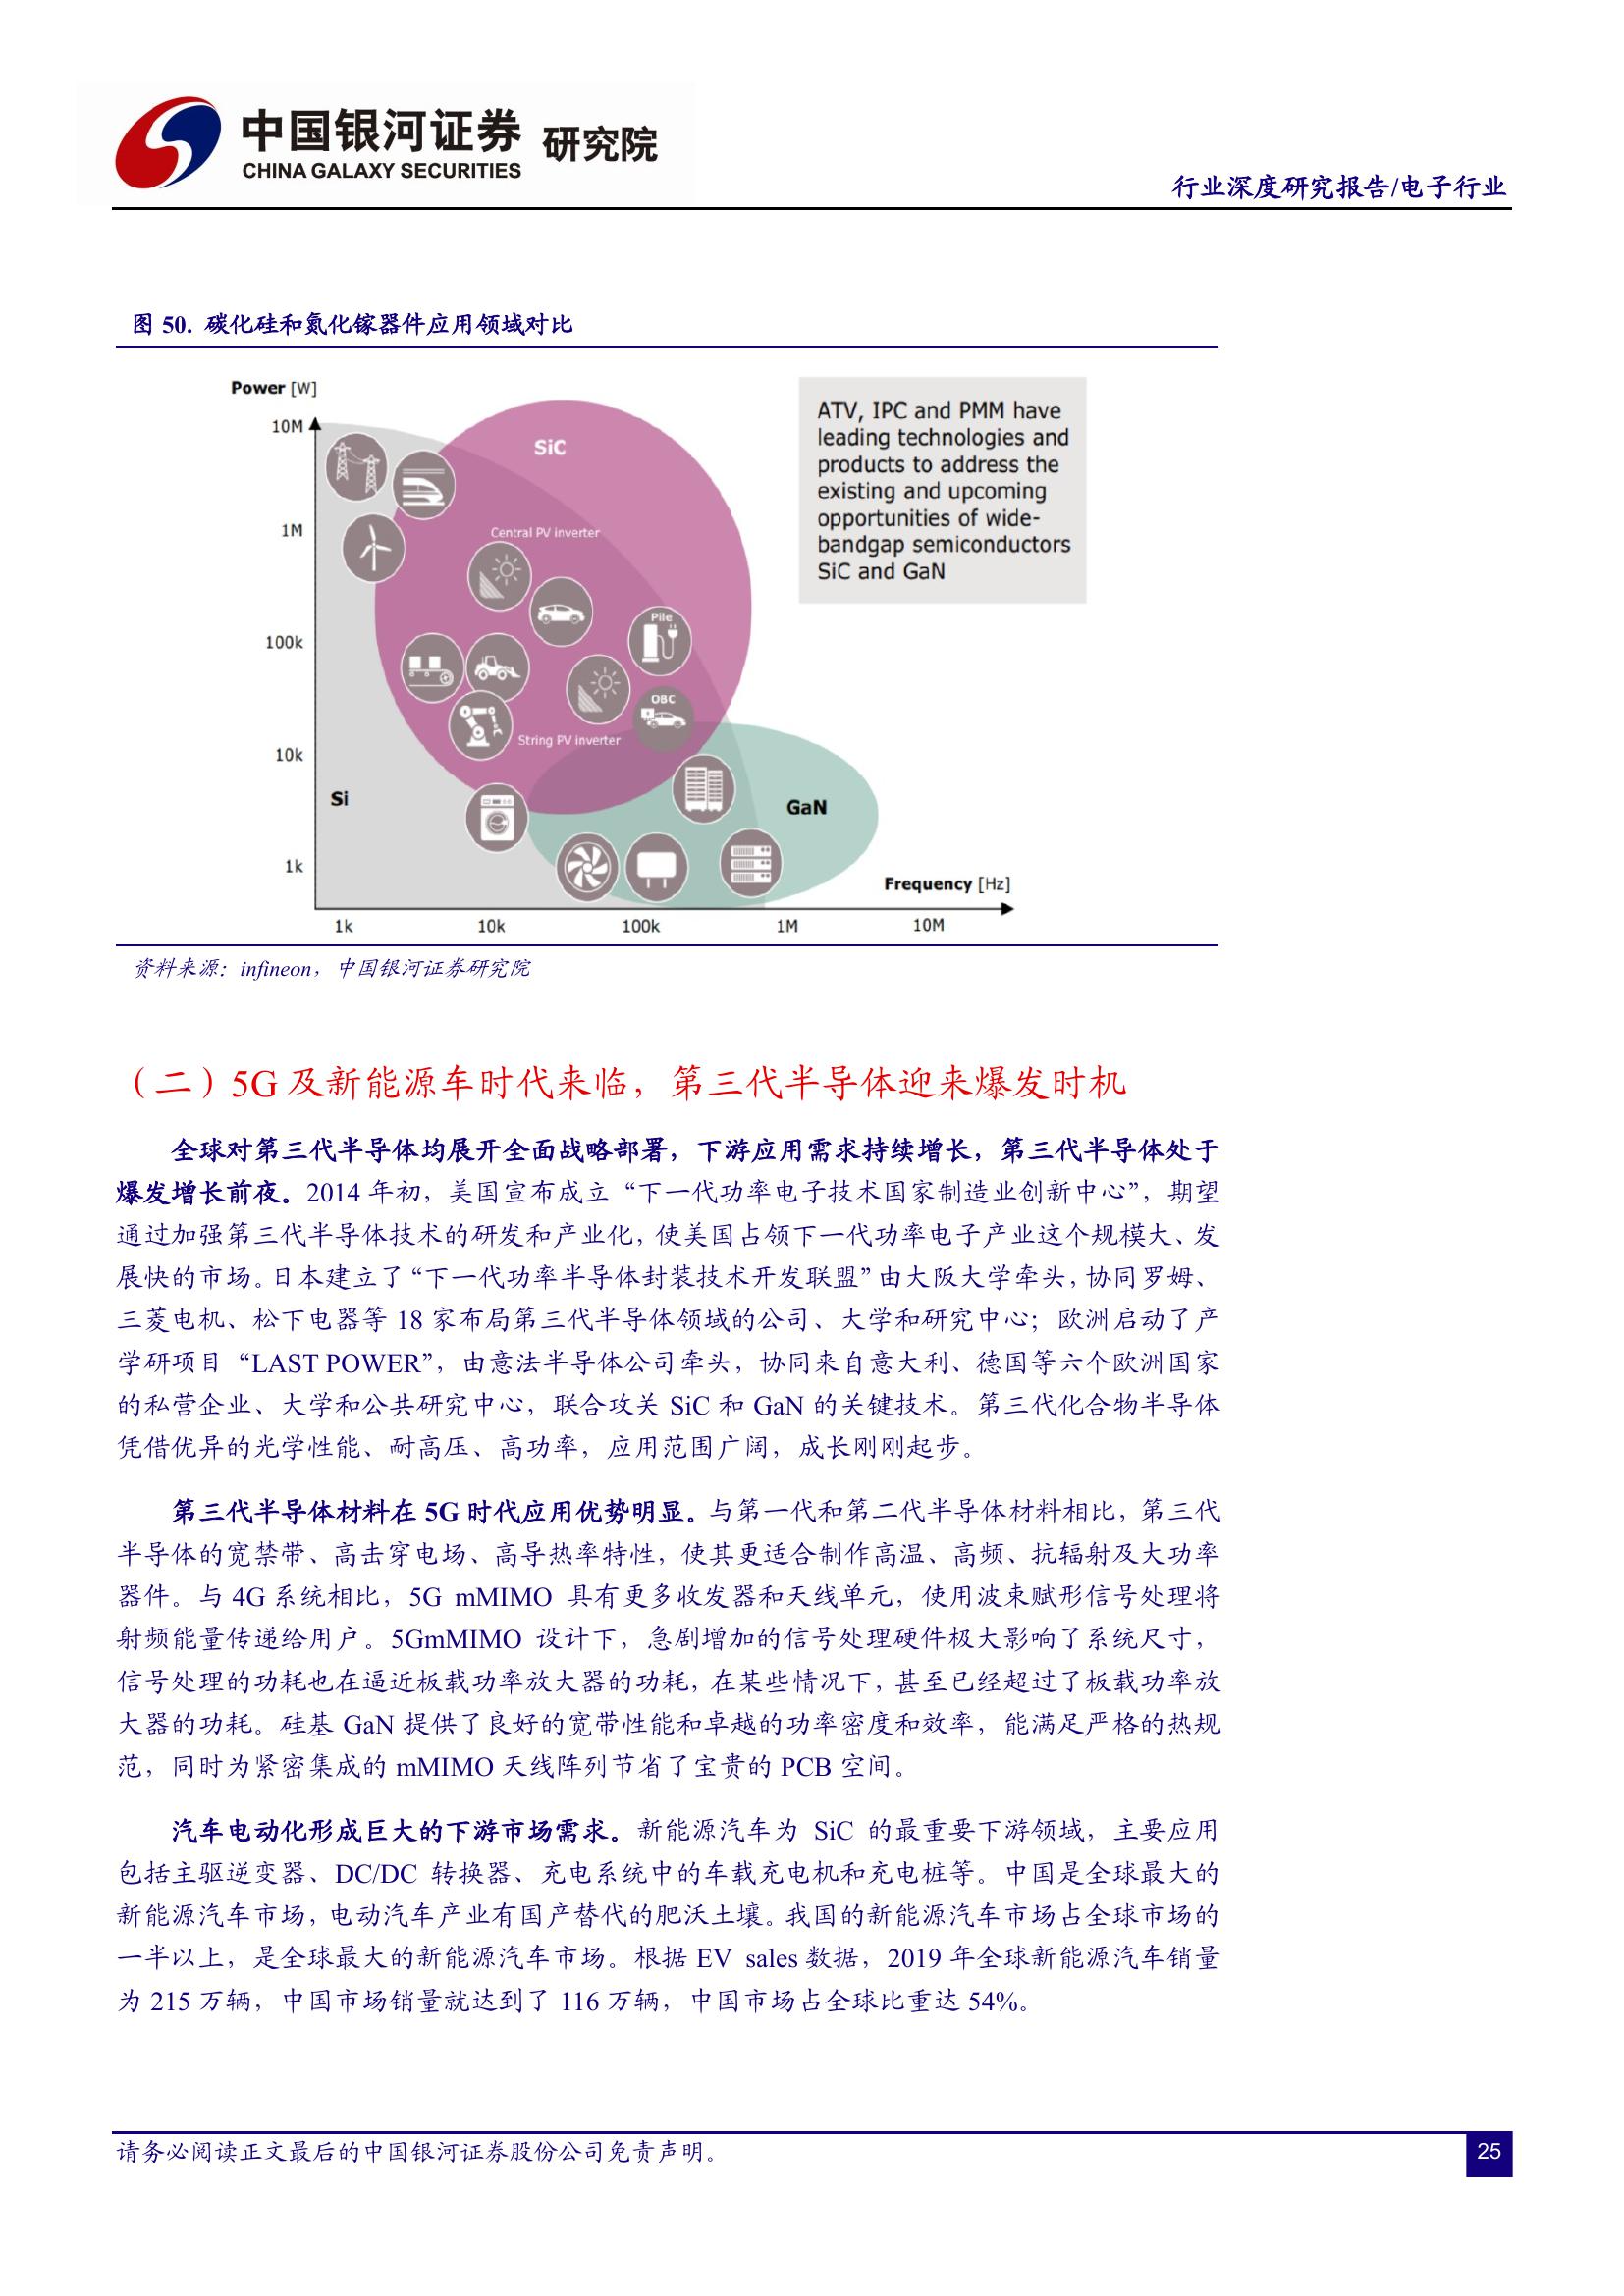 中国银河证券 研究院
CHINA GALAXY SECURITIES
行业深度研究报告/电子行业
图 50. 碳化硅和氮化镓器件应用领域对比
Power [W]
10M
1M
100k
10k
1k
SiC
Central PV inverter
Pile
OBC
String PV inverter
Si
GaN
Frequency [Hz]
1k 10k 100k 1M 10M
ATV, IPC and PMM have
leading technologies and
products to address the
existing and upcoming
opportunities of wide-
bandgap semiconductors
SiC and GaN
资料来源：infineon，中国银河证券研究院
（二）5G 及新能源车时代来临，第三代半导体迎来爆发时机
全球对第三代半导体均展开全面战略部署，下游应用需求持续增长，第三代半导体处于
爆发增长前夜。2014 年初，美国宣布成立“下一代功率电子技术国家制造业创新中心”，期望
通过加强第三代半导体技术的研发和产业化，使美国占领下一代功率电子产业这个规模大、发
展快的市场。日本建立了“下一代功率半导体封装技术开发联盟”由大阪大学牵头，协同罗姆、
三菱电机、松下电器等 18 家布局第三代半导体领域的公司、大学和研究中心；欧洲启动了产
学研项目“LAST POWER”，由意法半导体公司牵头，协同来自意大利、德国等六个欧洲国家
的私营企业、大学和公共研究中心，联合攻关 SiC 和 GaN 的关键技术。第三代化合物半导体
凭借优异的光学性能、耐高压、高功率，应用范围广阔，成长刚刚起步。
第三代半导体材料在 5G 时代应用优势明显。与第一代和第二代半导体材料相比，第三代
半导体的宽禁带、高击穿电场、高导热率特性，使其更适合制作高温、高频、抗辐射及大功率
器件。与 4G 系统相比，5G mMIMO 具有更多收发器和天线单元，使用波束赋形信号处理将
射频能量传递给用户。5GmMIMO 设计下，急剧增加的信号处理硬件极大影响了系统尺寸，
信号处理的功耗也在逼近板载功率放大器的功耗，在某些情况下，甚至已经超过了板载功率放
大器的功耗。硅基 GaN 提供了良好的宽带性能和卓越的功率密度和效率，能满足严格的热规
范，同时为紧密集成的 mMIMO 天线阵列节省了宝贵的 PCB 空间。
汽车电动化形成巨大的下游市场需求。新能源汽车为 SiC 的最重要下游领域，主要应用
包括主驱逆变器、DC/DC 转换器、充电系统中的车载充电机和充电桩等。中国是全球最大的
新能源汽车市场，电动汽车产业有国产替代的肥沃土壤。我国的新能源汽车市场占全球市场的
一半以上，是全球最大的新能源汽车市场。根据 EV sales 数据，2019 年全球新能源汽车销量
为 215 万辆，中国市场销量就达到了 116 万辆，中国市场占全球比重达 54%。
请务必阅读正文最后的中国银河证券股份公司免责声明。
25